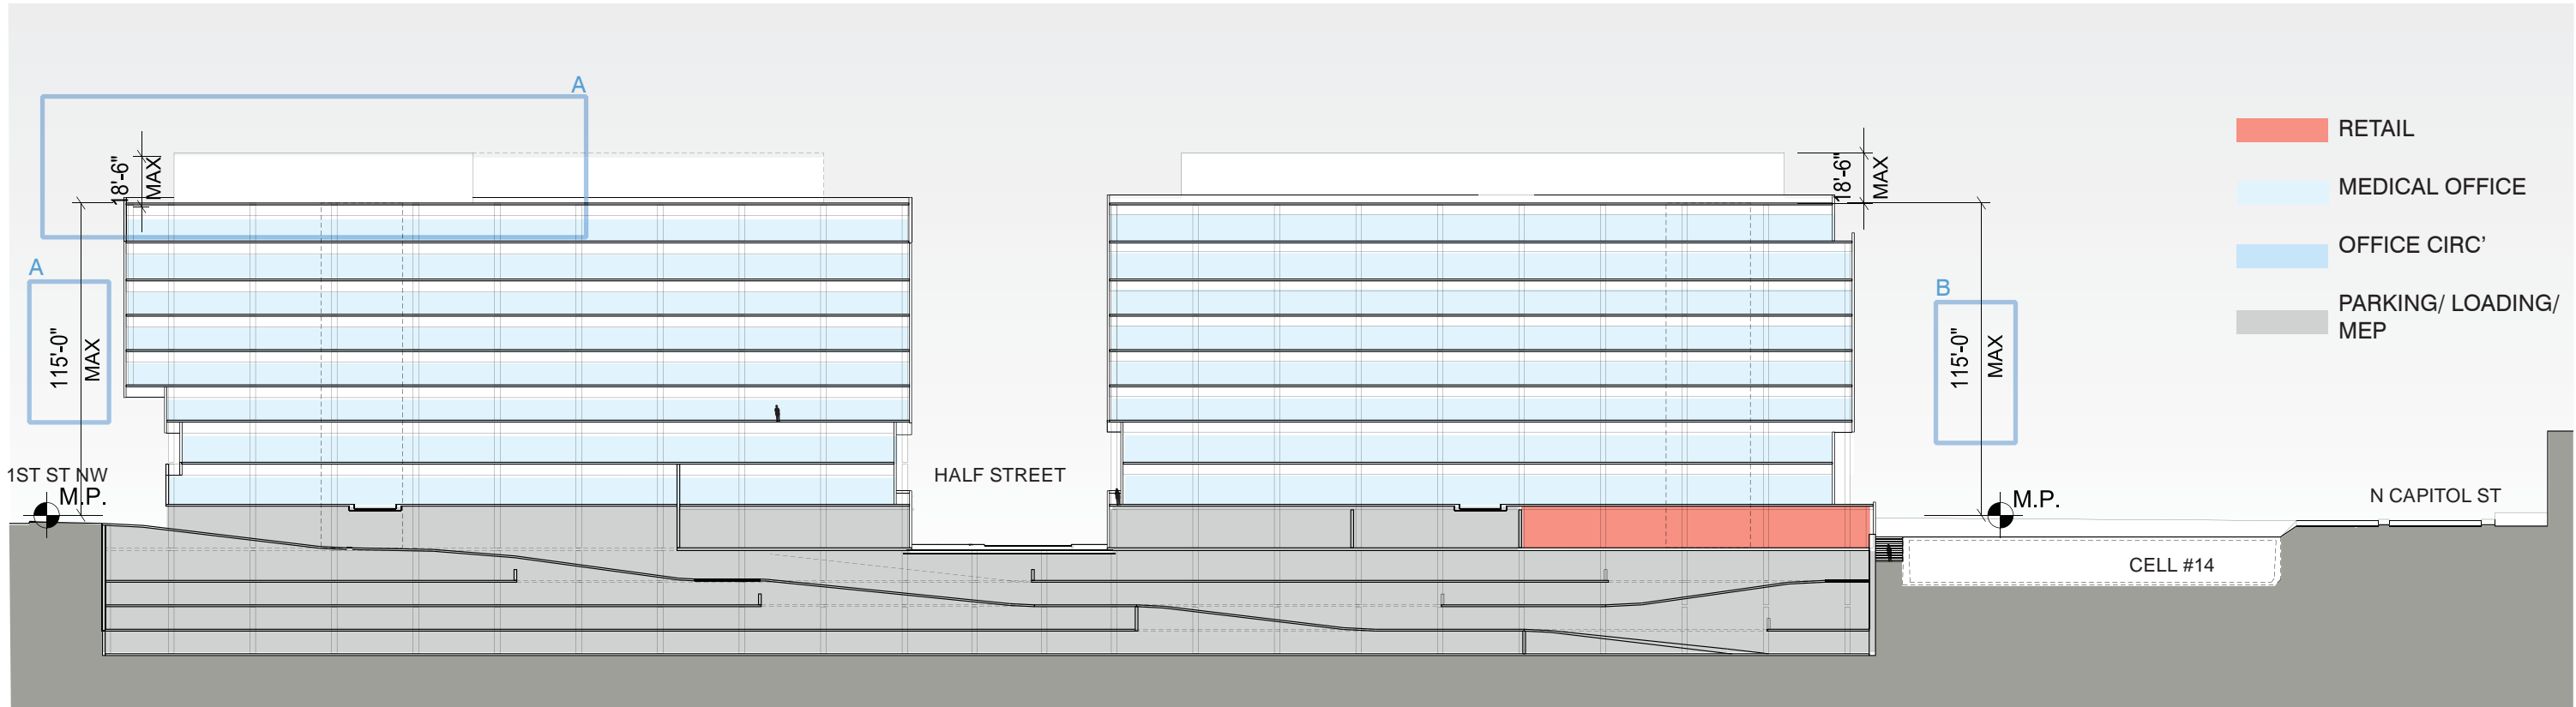 A
18'-6"
MAX
A
115'-0"
MAX
1ST ST NW
M.P.
HALF STREET
18'-6"
MAX
B
115'-0"
MAX
M.P.
N CAPITOL ST
CELL #14
RETAIL
MEDICAL OFFICE
OFFICE CIRC’
PARKING/ LOADING/
MEP